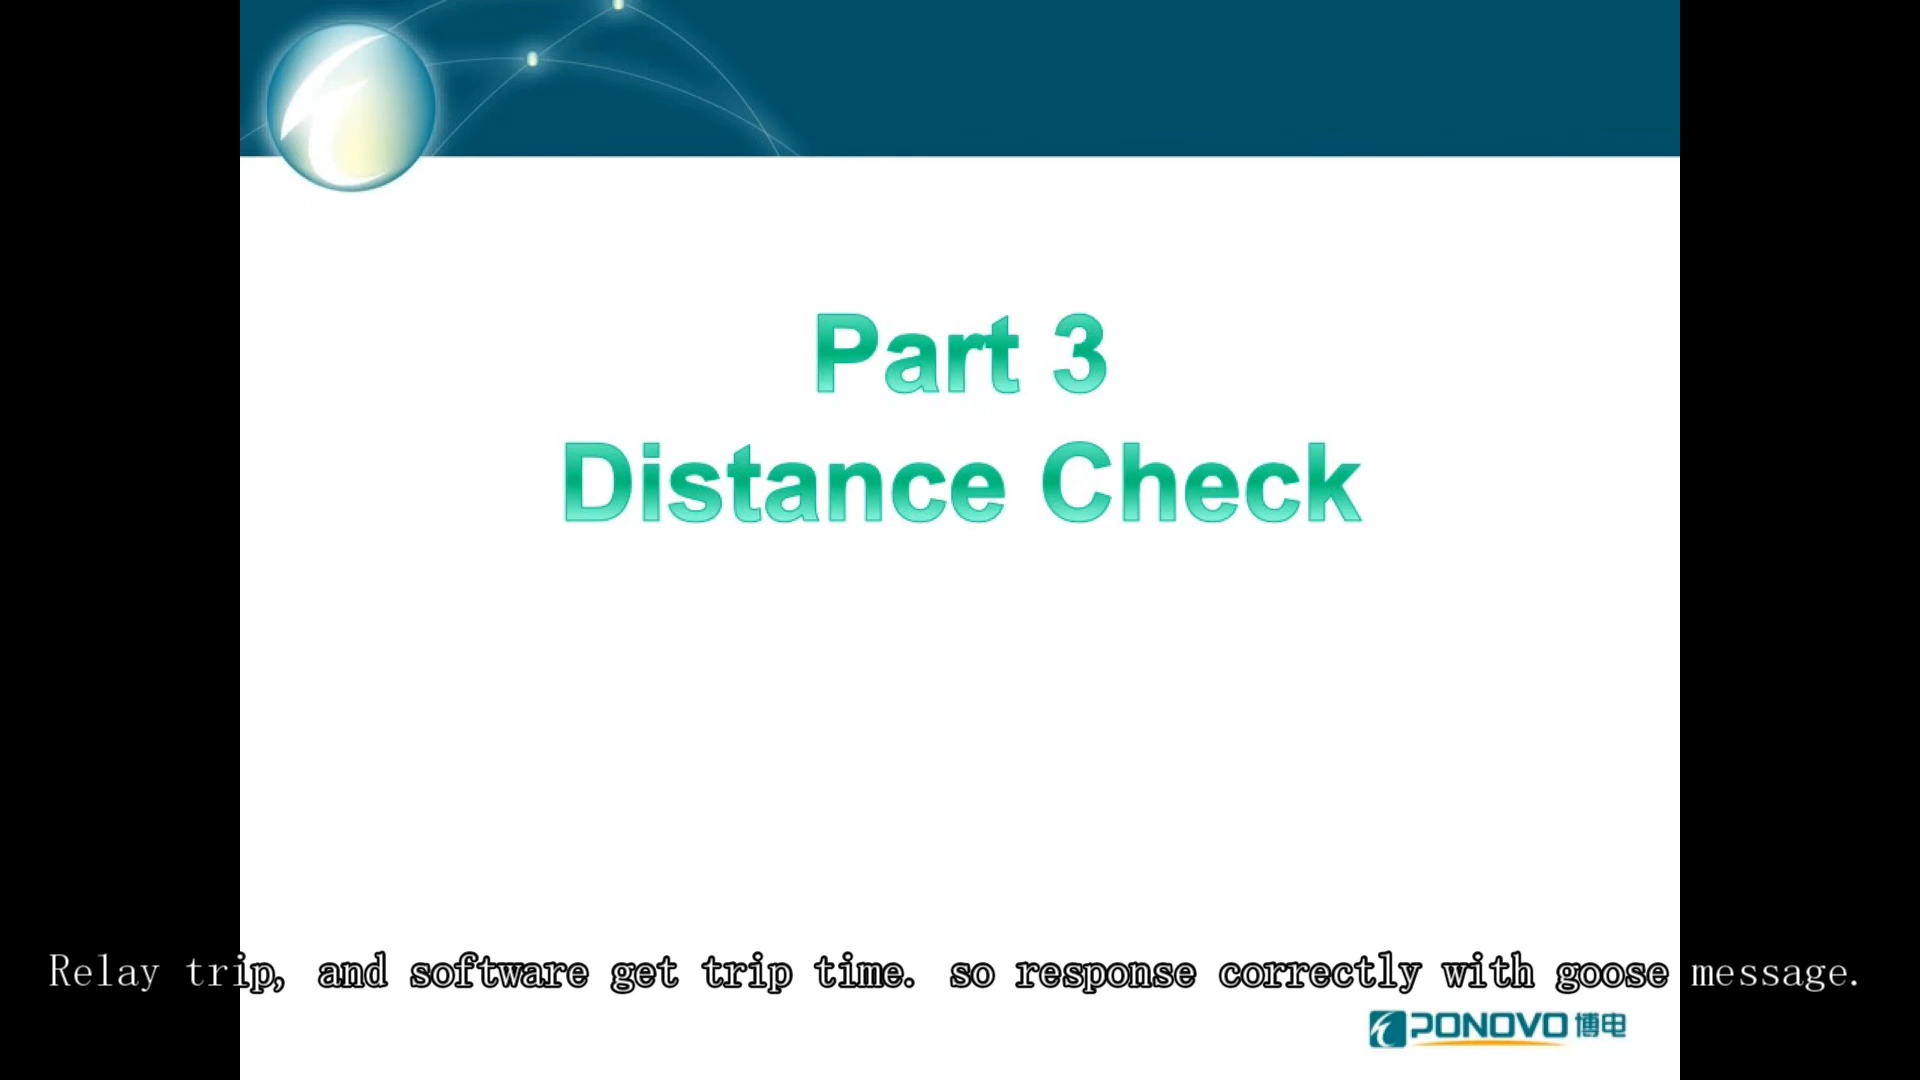 Part 3
Distance Check
Relay trip, and software get trip time. so response correctly with goose message.
PONOVO 博电